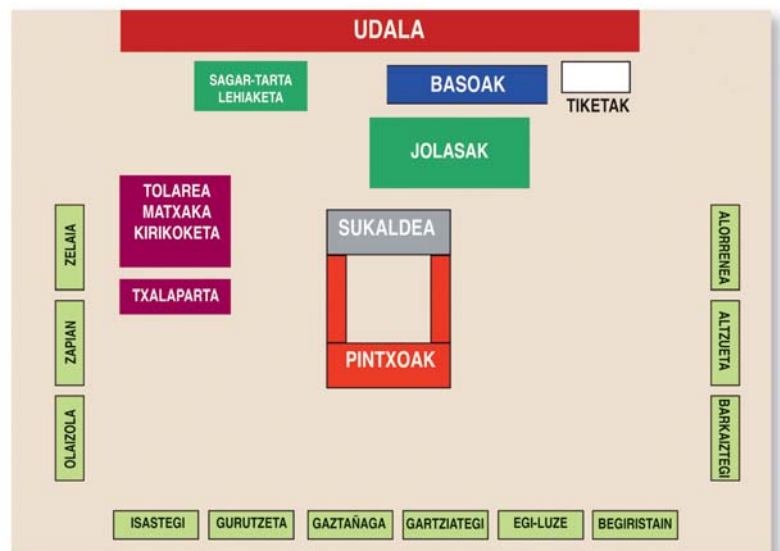 UDALA
SAGAR-TARTA
LEHIAKETA
BASOAK
TIKETAK
JOLASAK
TOLAREA
MATXAKA
KIRIKOKETA
SUKALDEA
ZELAIA
ALORRENEA
TXALAPARTA
ZAPIAN
ALTZUETA
PINTXOAK
OLAIZOLA
BARKAIZTEGI
ISASTEGI
GURUTZETA
GAZTAÑAGA
GARTZIATEGI
EGI-LUZE
BEGIRISTAIN